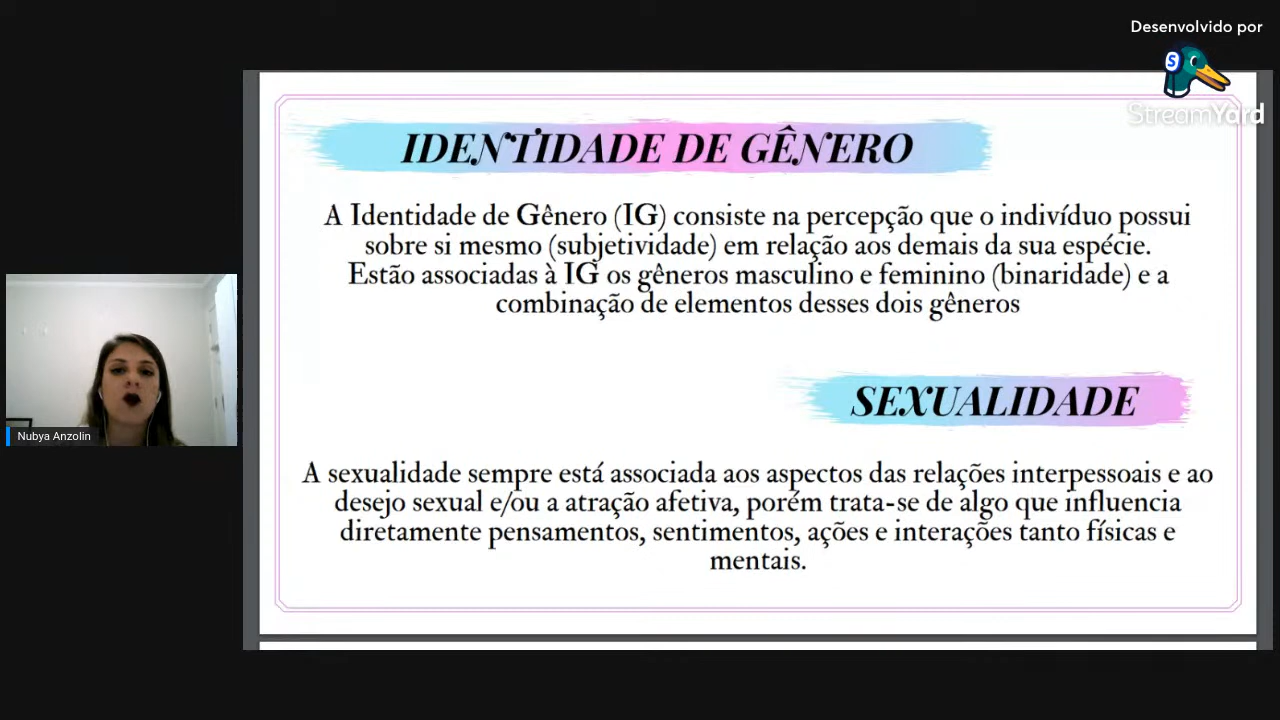 Desenvolvido por
S
StreamYard
IDENTIDADE DE GÊNERO
A Identidade de Gênero (IG) consiste na percepção que o indivíduo possui
sobre si mesmo (subjetividade) em relação aos demais da sua espécie.
Estão associadas à IG os gêneros masculino e feminino (binaridade) e a
combinação de elementos desses dois gêneros
SEXUALIDADE
A sexualidade sempre está associada aos aspectos das relações interpessoais e ao
desejo sexual e/ou a atração afetiva, porém trata-se de algo que influencia
diretamente pensamentos, sentimentos, ações e interações tanto físicas e
mentais.
Nubya Anzolin